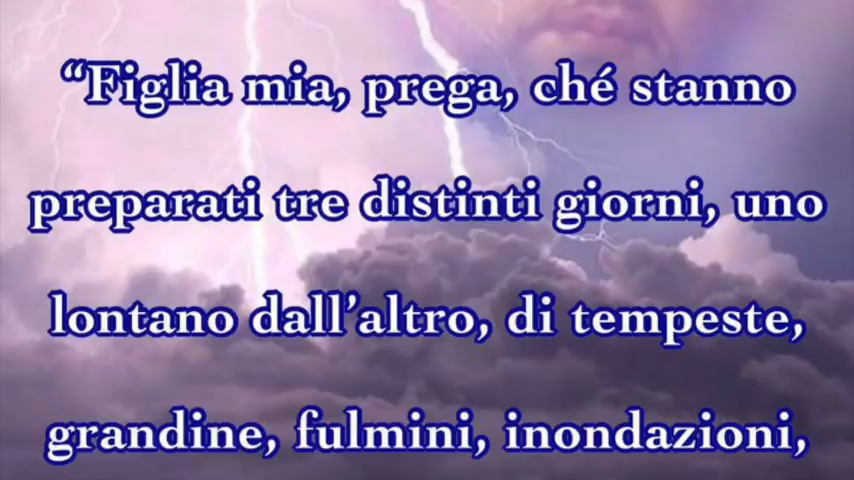 “Figlia mia, prega, ché stanno
preparati tre distinti giorni, uno
lontano dall’altro, di tempeste,
grandine, fulmini, inondazioni,